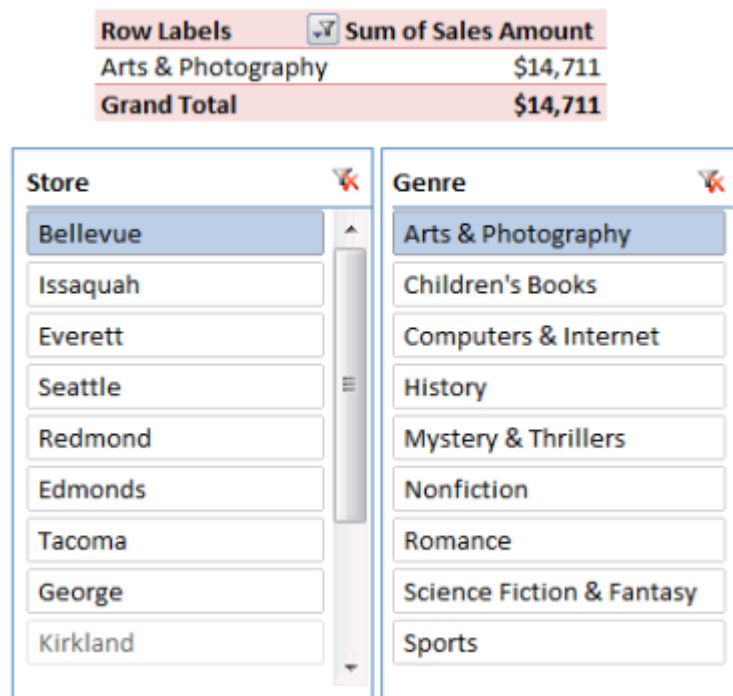 Row Labels Sum of Sales Amount
Arts & Photography $14,711
Grand Total $14,711
Store
Bellevue
Issaquah
Everett
Seattle
Redmond
Edmonds
Tacoma
George
Kirkland
Genre
Arts & Photography
Children's Books
Computers & Internet
History
Mystery & Thrillers
Nonfiction
Romance
Science Fiction & Fantasy
Sports